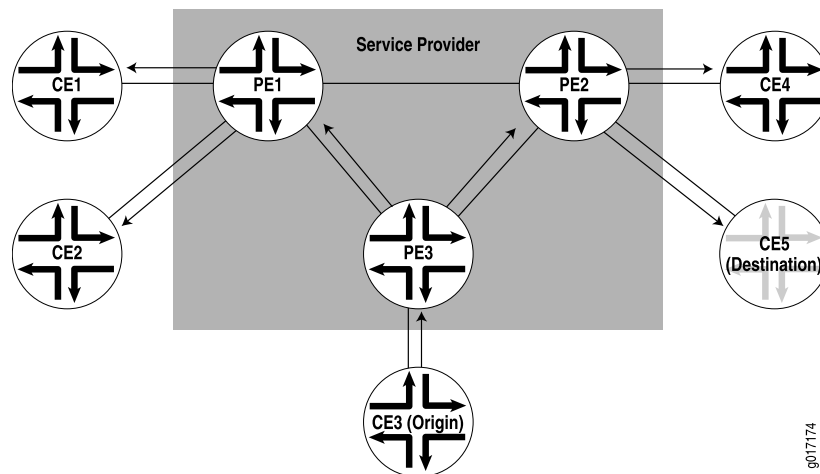 Service Provider
CE1
PE1
PE2
CE4
CE2
PE3
CE5
(Destination)
CE3 (Origin)
g017174